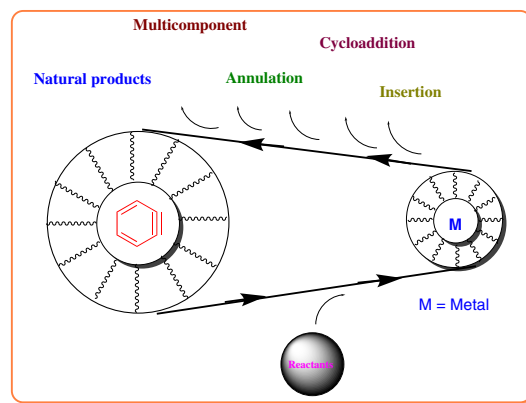 Multicomponent
Cycloaddition
Natural products
Annulation
Insertion
M
M = Metal
Reactants